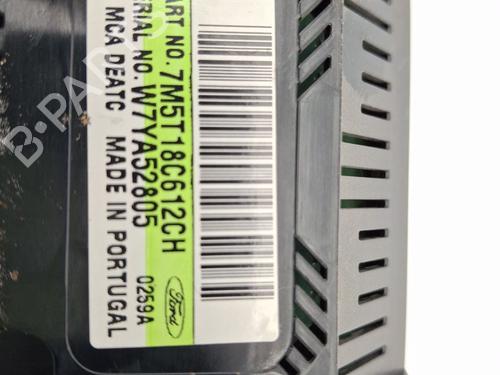 PART NO. 7M5T18C612CH
SERIAL NO. W7YA52805
MCA DEATC MADE IN PORTUGAL
0259A
Ford
B-PARTS